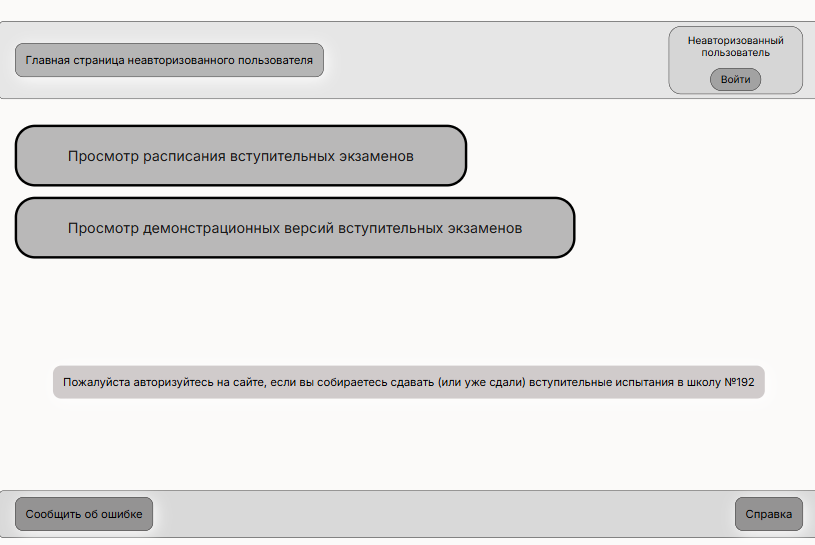 Главная страница неавторизованного пользователя
Неавторизованный
пользователь
Войти
Просмотр расписания вступительных экзаменов
Просмотр демонстрационных версий вступительных экзаменов
Пожалуйста авторизуйтесь на сайте, если вы собираетесь сдавать (или уже сдали) вступительные испытания в школу №192
Сообщить об ошибке
Справка